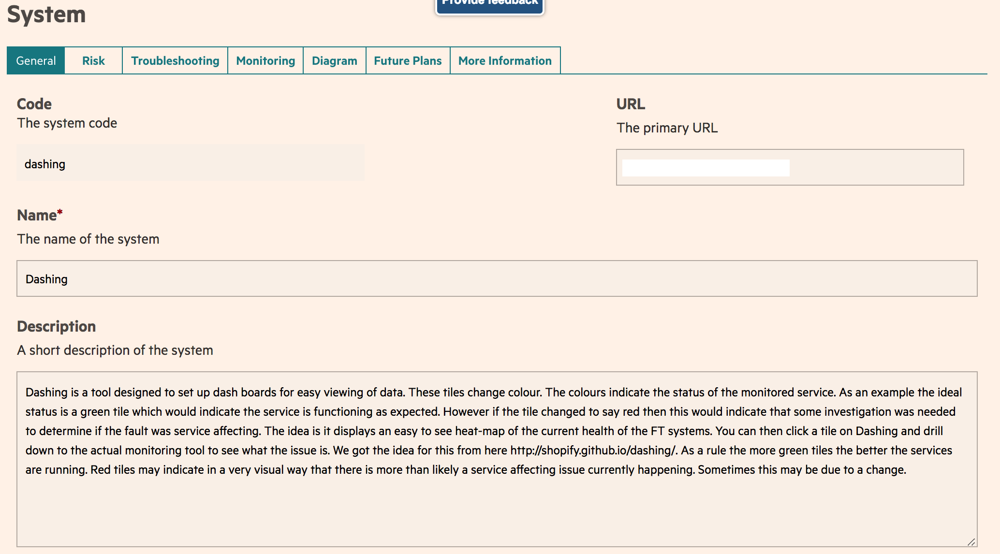 Provide feedback
System
General
Risk
Troubleshooting
Monitoring
Diagram
Future Plans
More Information
Code
The system code
dashing
URL
The primary URL
Name*
The name of the system
Dashing
Description
A short description of the system
Dashing is a tool designed to set up dash boards for easy viewing of data. These tiles change colour. The colours indicate the status of the monitored service. As an example the ideal
status is a green tile which would indicate the service is functioning as expected. However if the tile changed to say red then this would indicate that some investigation was needed
to determine if the fault was service affecting. The idea is it displays an easy to see heat-map of the current health of the FT systems. You can then click a tile on Dashing and drill
down to the actual monitoring tool to see what the issue is. We got the idea for this from here http://shopify.github.io/dashing/. As a rule the more green tiles the better the services
are running. Red tiles may indicate in a very visual way that there is more than likely a service affecting issue currently happening. Sometimes this may be due to a change.